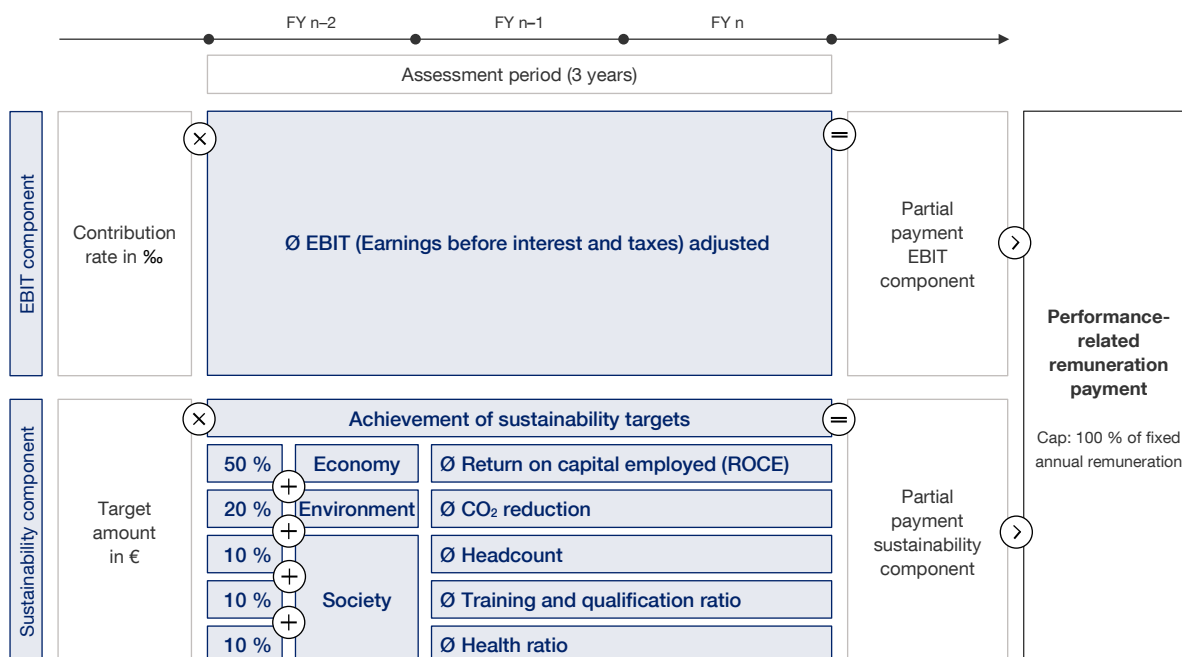 FY n–2
FY n–1
FY n
Assessment period (3 years)
EBIT component
Contribution
rate in ‰
×
Ø EBIT (Earnings before interest and taxes) adjusted
=
Partial
payment
EBIT
component
>
Performance-
related
remuneration
payment
Cap: 100 % of fixed
annual remuneration
Sustainability component
Target
amount
in €
×
Achievement of sustainability targets
=
50 %
Economy
Ø Return on capital employed (ROCE)
+
20 %
Environment
Ø CO₂ reduction
+
10 %
Society
Ø Headcount
+
10 %
Ø Training and qualification ratio
+
10 %
Ø Health ratio
Partial
payment
sustainability
component
>